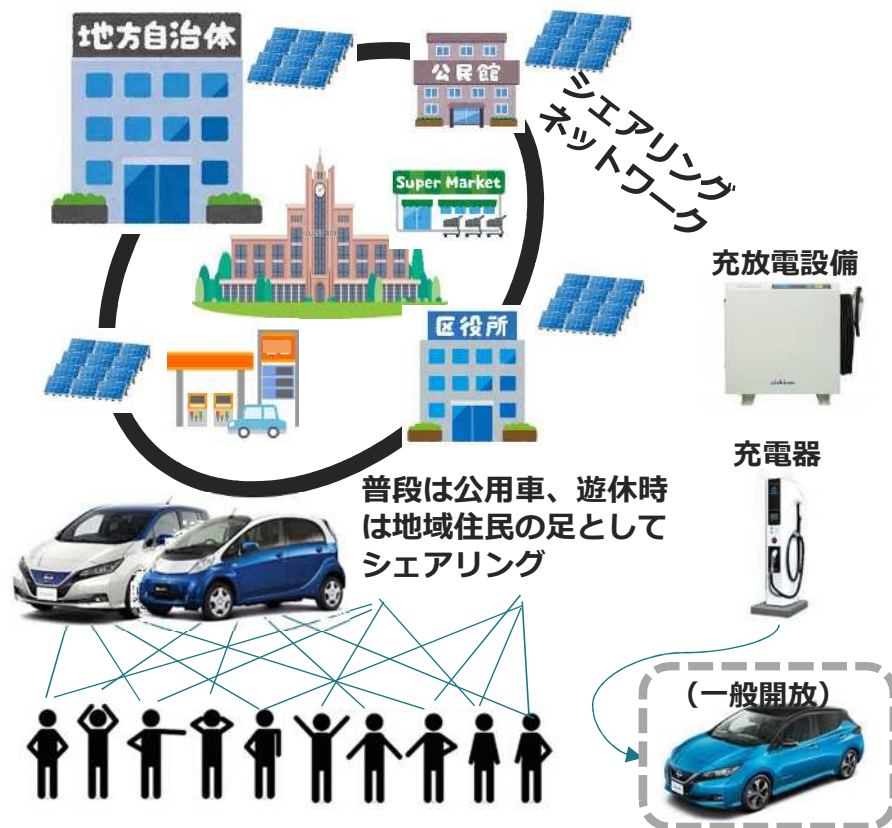 地方自治体
公民館
シェアリング
ネットワーク
Super Market
充放電設備
区役所
nichicon
充電器
普段は公用車、遊休時
は地域住民の足として
シェアリング
(一般開放)